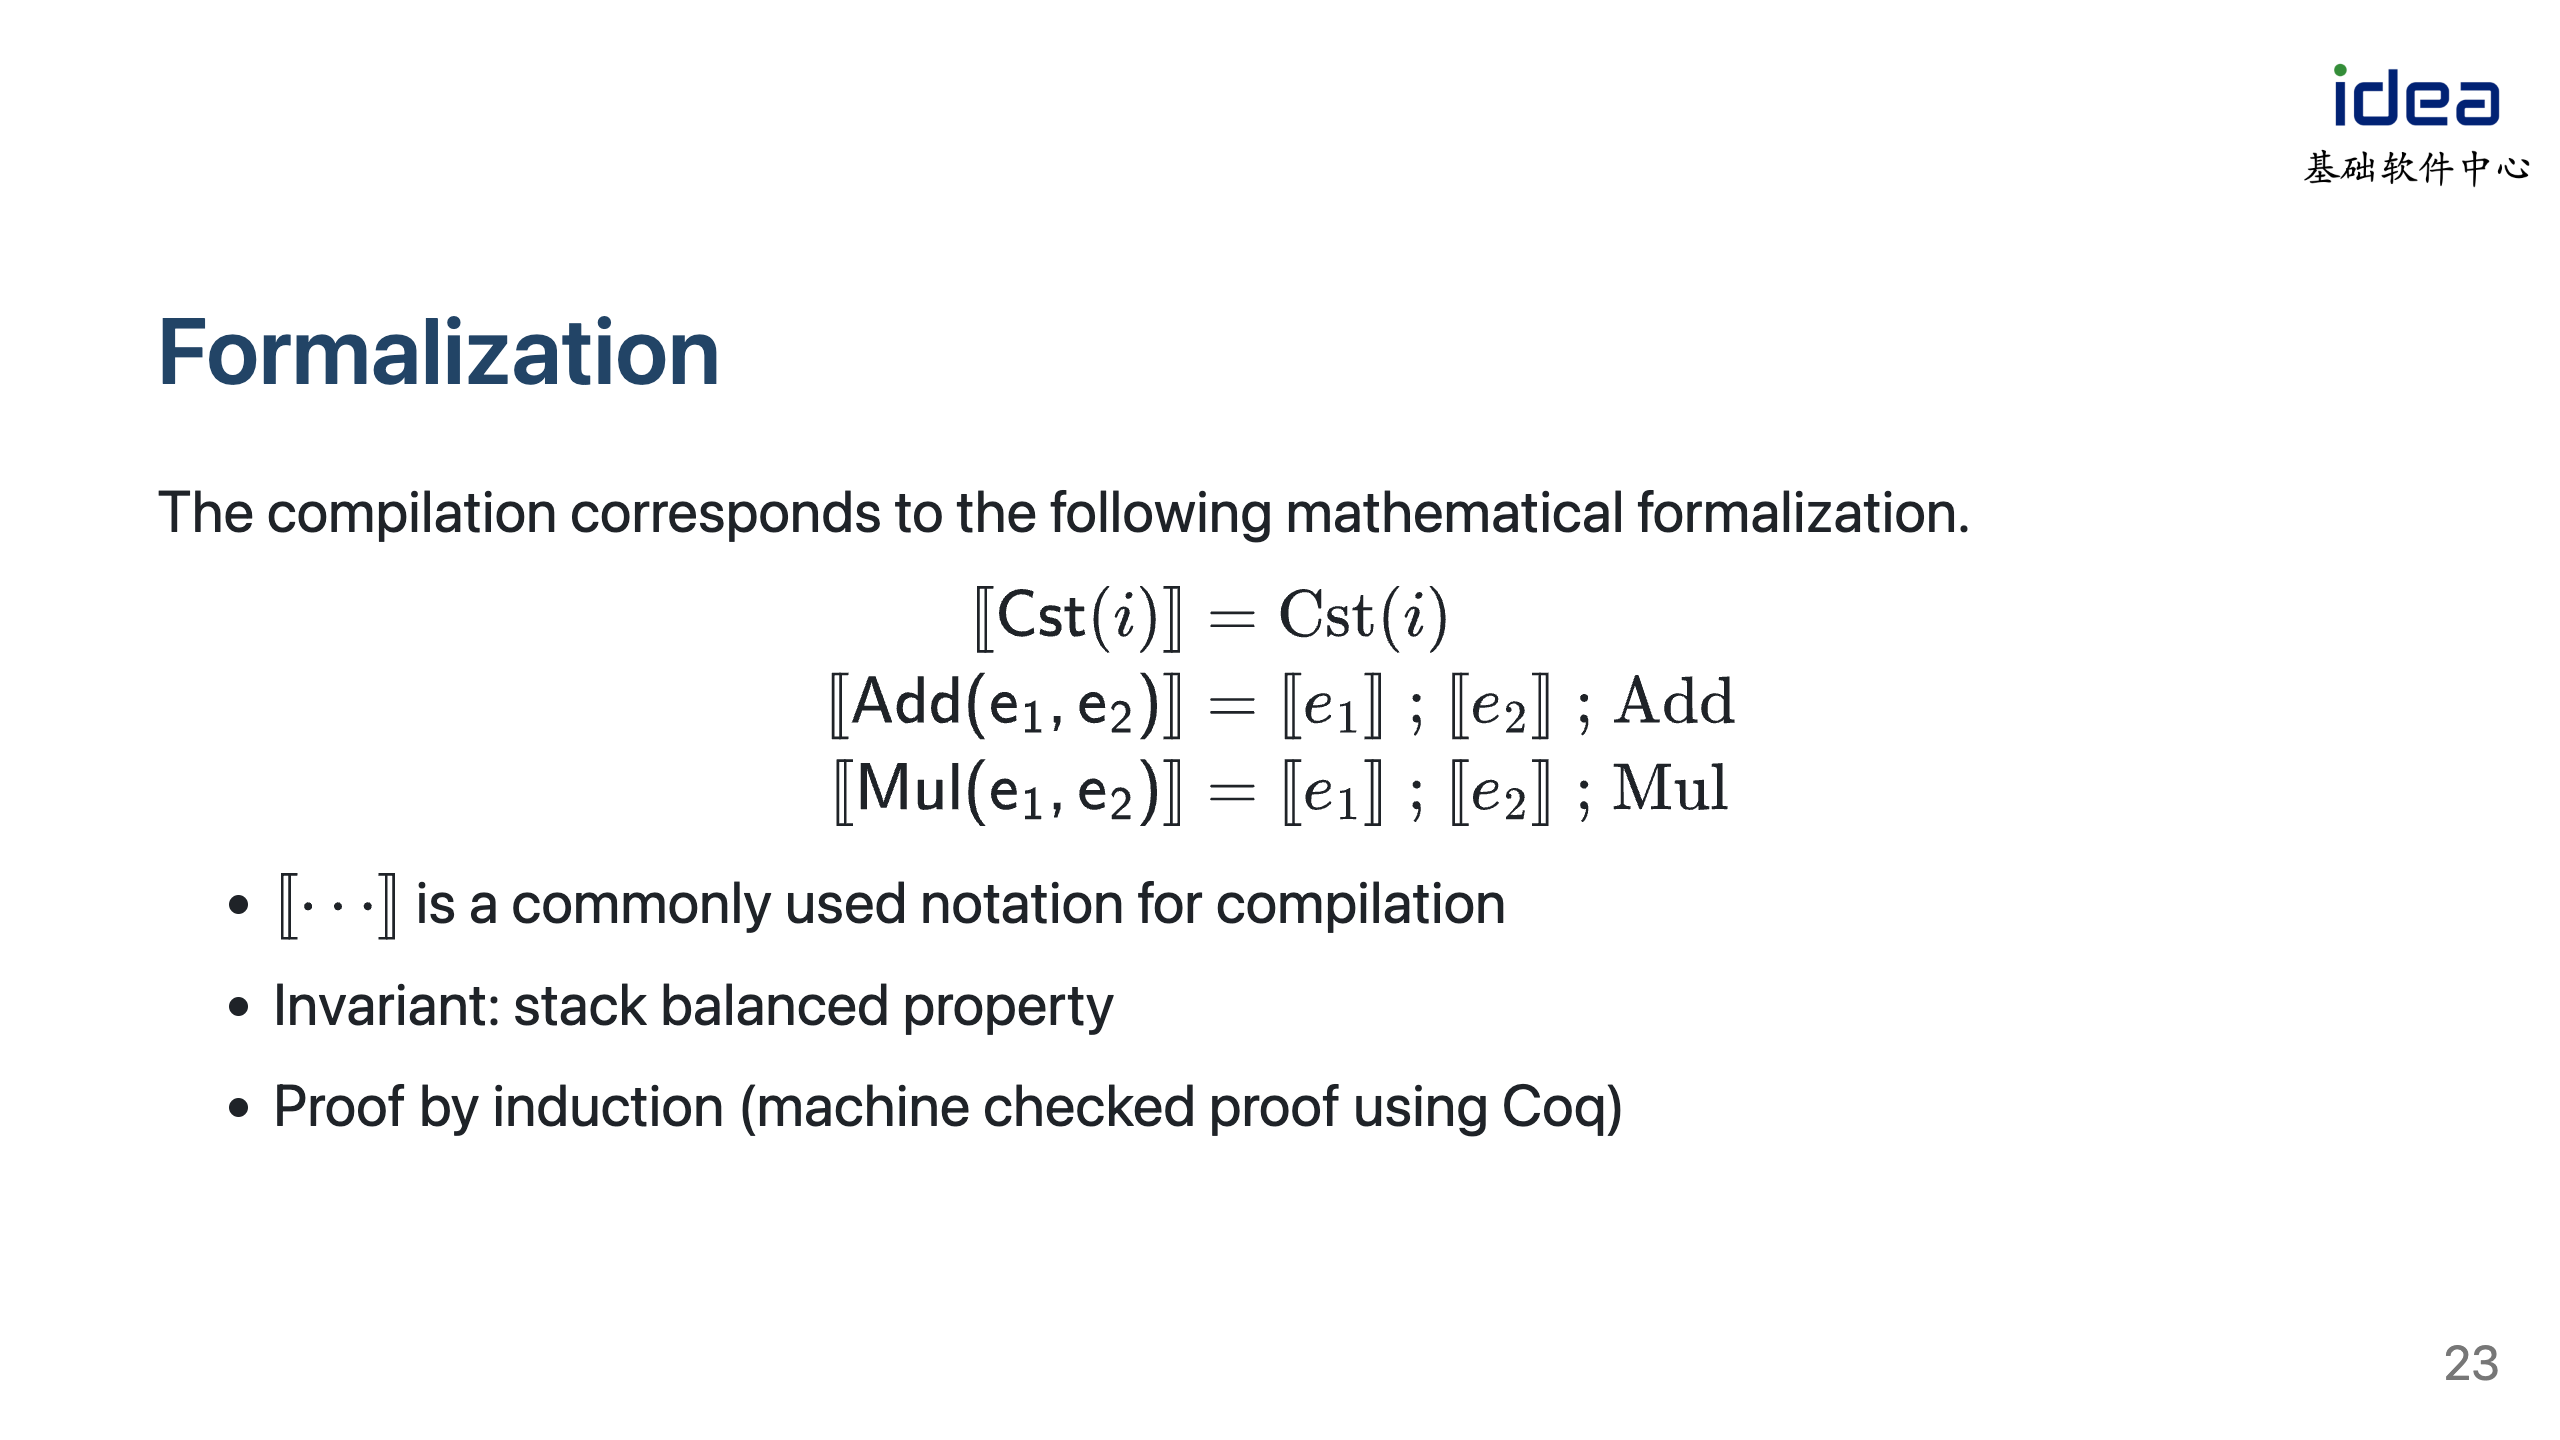 idea
基础软件中心
Formalization
The compilation corresponds to the following mathematical formalization.
⟦Cst(i)⟧ = Cst(i)
⟦Add(e₁, e₂)⟧ = ⟦e₁⟧ ; ⟦e₂⟧ ; Add
⟦Mul(e₁, e₂)⟧ = ⟦e₁⟧ ; ⟦e₂⟧ ; Mul
• ⟦···⟧ is a commonly used notation for compilation
• Invariant: stack balanced property
• Proof by induction (machine checked proof using Coq)
23